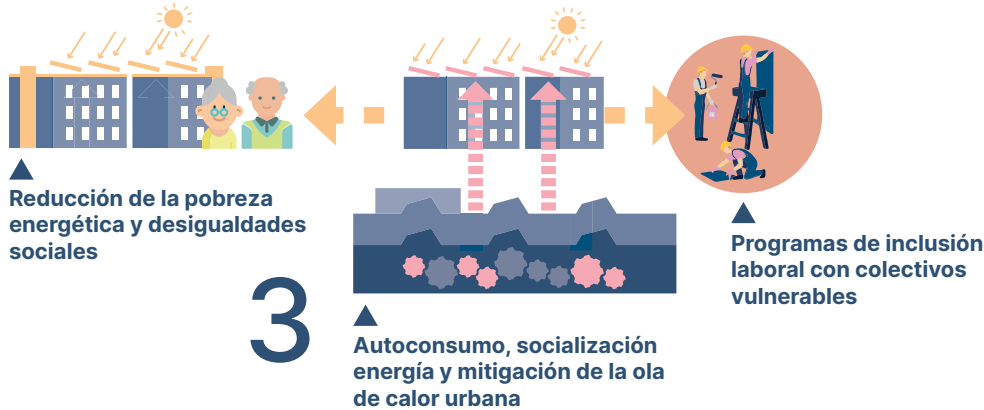 Reducción de la pobreza
energética y desigualdades
sociales
3
Autoconsumo, socialización
energía y mitigación de la ola
de calor urbana
Programas de inclusión
laboral con colectivos
vulnerables